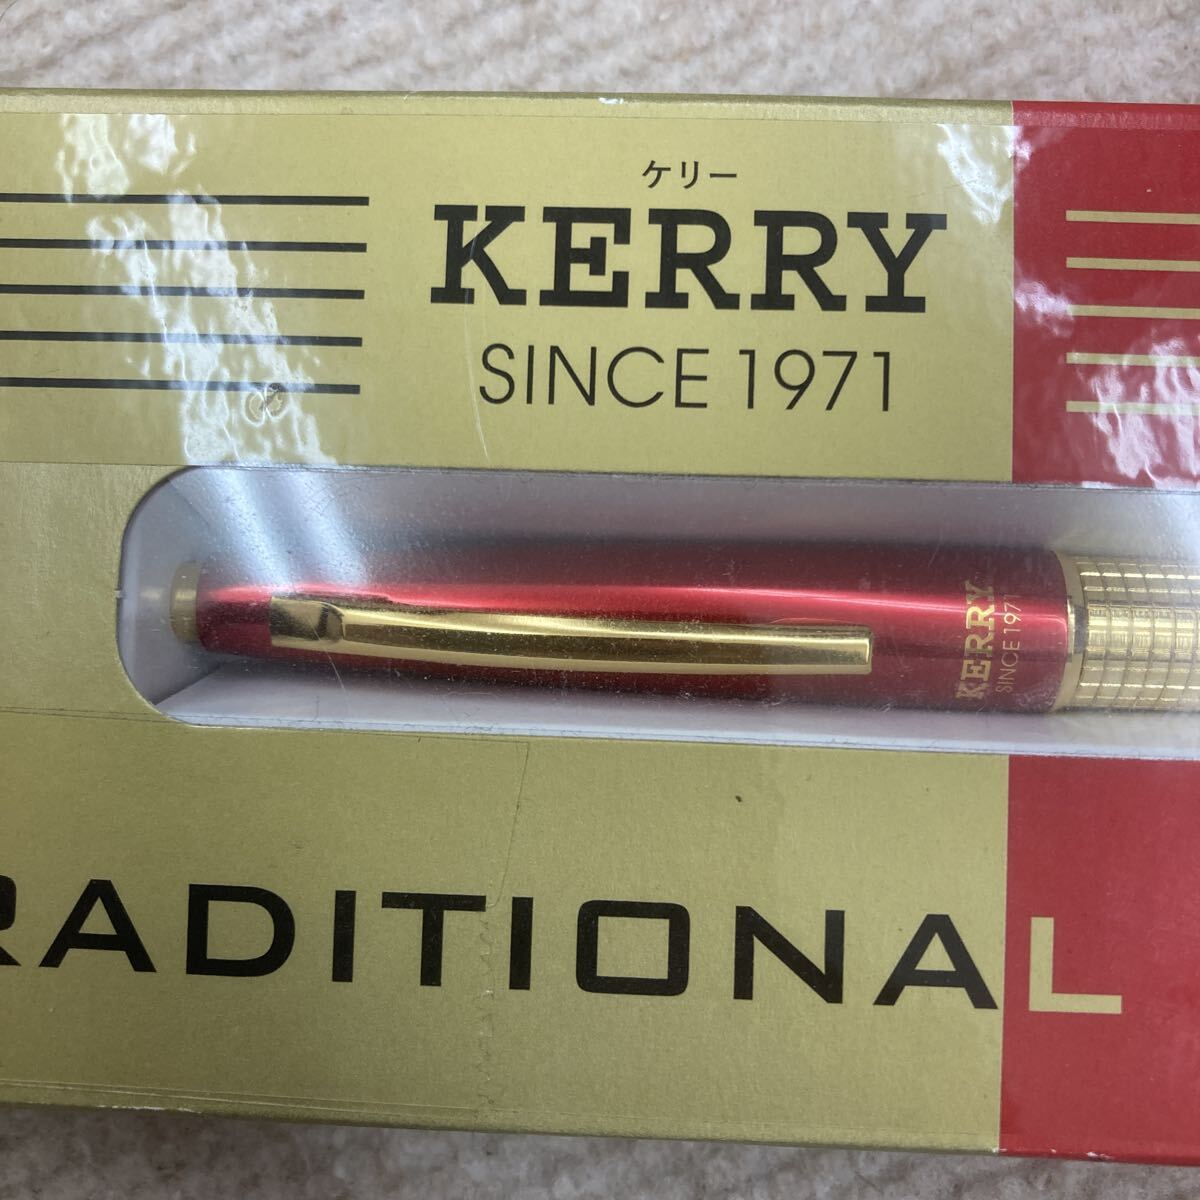 ケリー
KERRY
SINCE 1971
KERRY
SINCE 1971
RADITIONAL